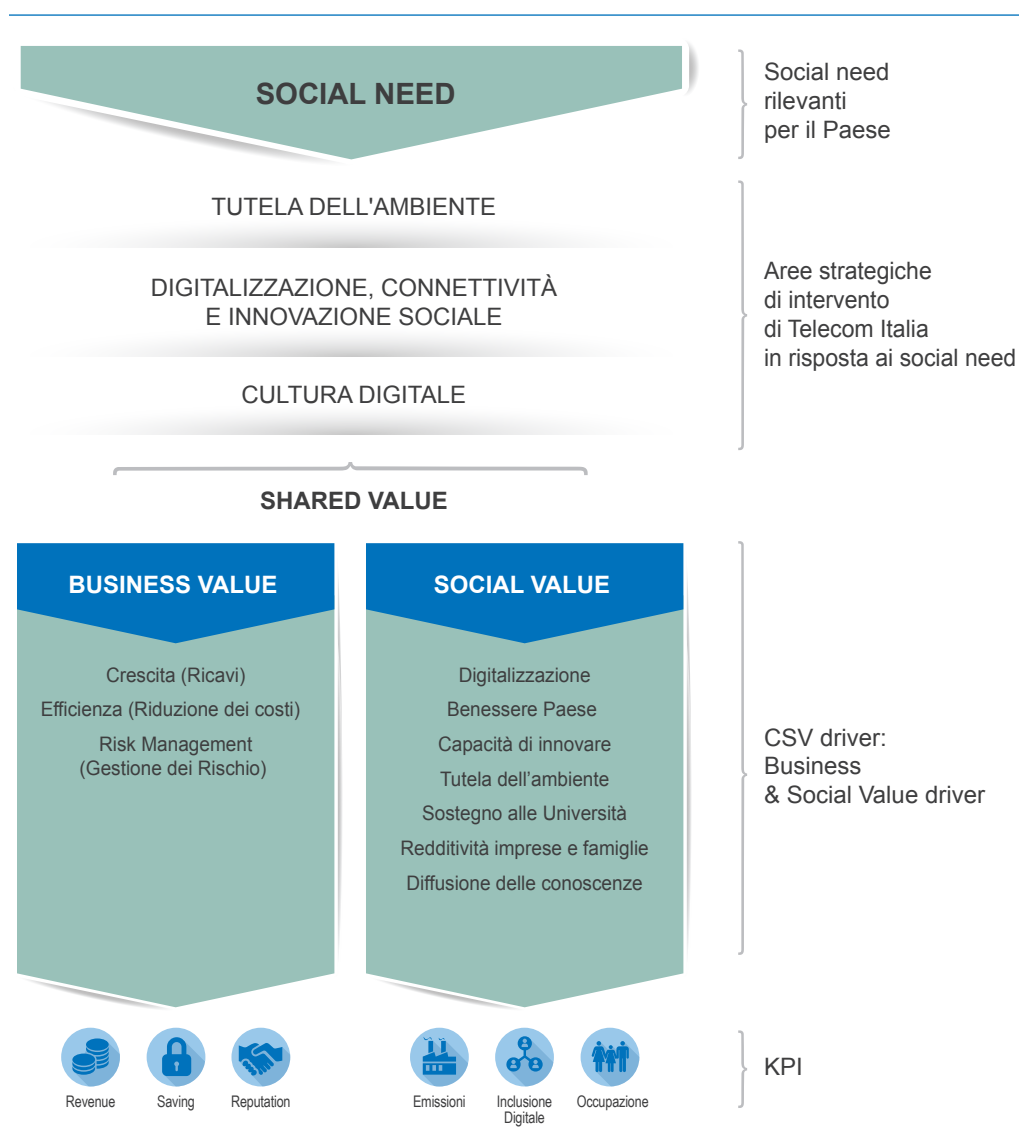 SOCIAL NEED
Social need
rilevanti
per il Paese
TUTELA DELL'AMBIENTE
DIGITALIZZAZIONE, CONNETTIVITÀ
E INNOVAZIONE SOCIALE
CULTURA DIGITALE
Aree strategiche
di intervento
di Telecom Italia
in risposta ai social need
SHARED VALUE
BUSINESS VALUE
Crescita (Ricavi)
Efficienza (Riduzione dei costi)
Risk Management
(Gestione dei Rischio)
SOCIAL VALUE
Digitalizzazione
Benessere Paese
Capacità di innovare
Tutela dell’ambiente
Sostegno alle Università
Redditività imprese e famiglie
Diffusione delle conoscenze
CSV driver:
Business
& Social Value driver
Revenue
Saving
Reputation
Emissioni
Inclusione
Digitale
Occupazione
KPI